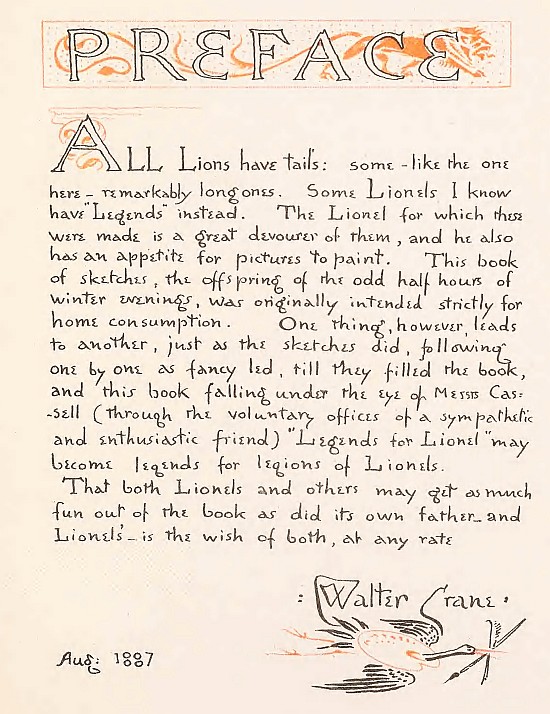 PREFACE
ALL Lions have tails: some - like the one
here - remarkably long ones. Some Lionels I know
have "Legends" instead. The Lionel for which these
were made is a great devourer of them, and he also
has an appetite for pictures to paint. This book
of sketches, the offspring of the odd half hours of
winter evenings, was originally intended strictly for
home consumption. One thing, however, leads
to another, just as the sketches did, following
one by one as fancy led, till they filled the book,
and this book falling under the eye of Messrs Cas:
-sell (through the voluntary offices of a sympathetic
and enthusiastic friend) "Legends for Lionel" may
become legends for legions of Lionels.
That both Lionels and others may get as much
fun out of the book as did its own father - and
Lionels' - is the wish of both, at any rate
: Walter Crane :
Aug: 1887